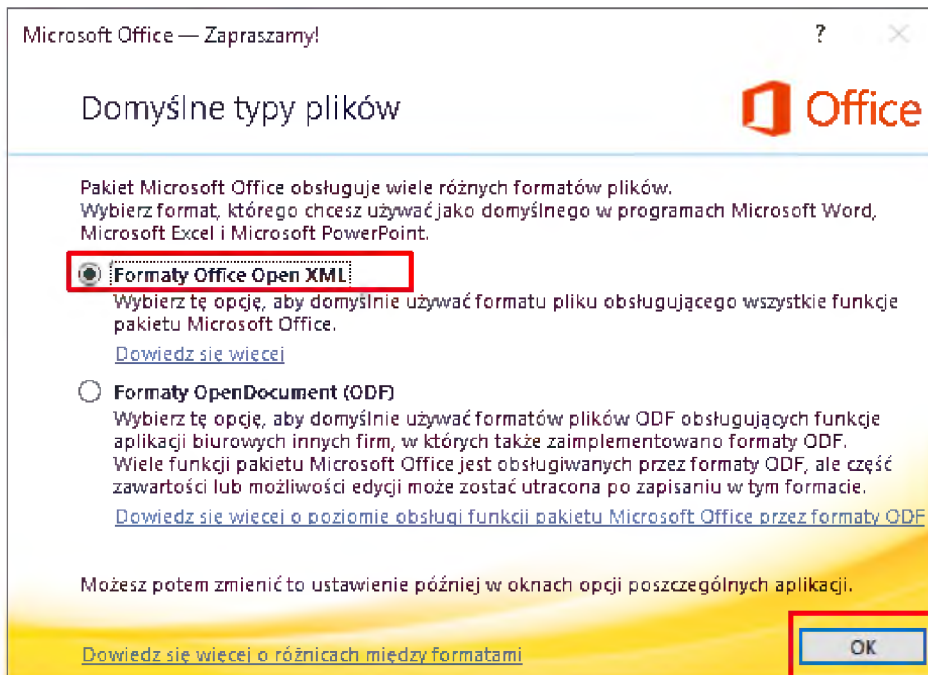 Microsoft Office — Zapraszamy!
?
Domyślne typy plików
Office
Pakiet Microsoft Office obsługuje wiele różnych formatów plików.
Wybierz format, którego chcesz używać jako domyślnego w programach Microsoft Word,
Microsoft Excel i Microsoft PowerPoint.
Formaty Office Open XML
Wybierz tę opcję, aby domyślnie używać formatu pliku obsługującego wszystkie funkcje
pakietu Microsoft Office.
Dowiedz się więcej
Formaty OpenDocument (ODF)
Wybierz tę opcję, aby domyślnie używać formatów plików ODF obsługujących funkcje
aplikacji biurowych innych firm, w których także zaimplementowano formaty ODF.
Wiele funkcji pakietu Microsoft Office jest obsługiwanych przez formaty ODF, ale część
zawartości lub możliwości edycji może zostać utracona po zapisaniu w tym formacie.
Dowiedz się więcej o poziomie obsługi funkcji pakietu Microsoft Office przez formaty ODF
Możesz potem zmienić to ustawienie później w oknach opcji poszczególnych aplikacji.
Dowiedz się więcej o różnicach między formatami
OK